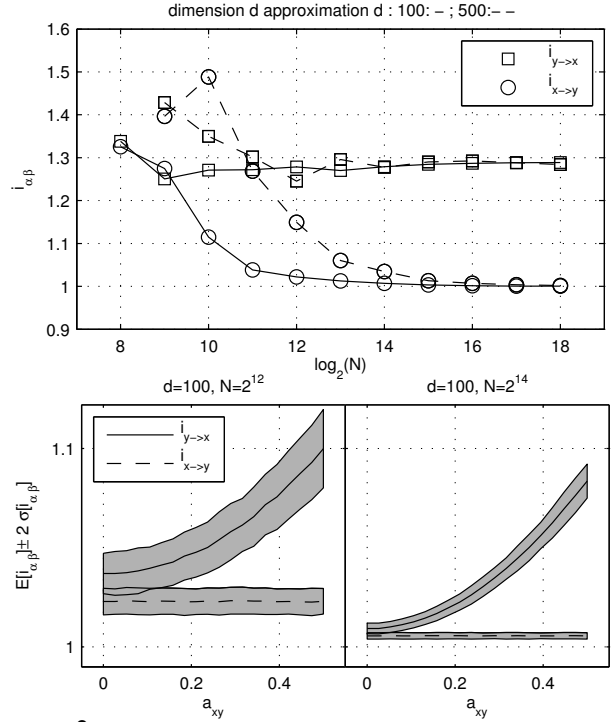 dimension d approximation d : 100: − ; 500:− −
1.6
1.5
1.4
1.3
1.2
1.1
1
0.9
i_{αβ}
i_{y−>x}
i_{x−>y}
8 10 12 14 16 18
log_2(N)
d=100, N=2^{12} d=100, N=2^{14}
i_{y−>x}
i_{x−>y}
1.1
1
E[i_{αβ}]± 2 σ[i_{αβ}]
0 0.2 0.4 0 0.2 0.4
a_{xy} a_{xy}